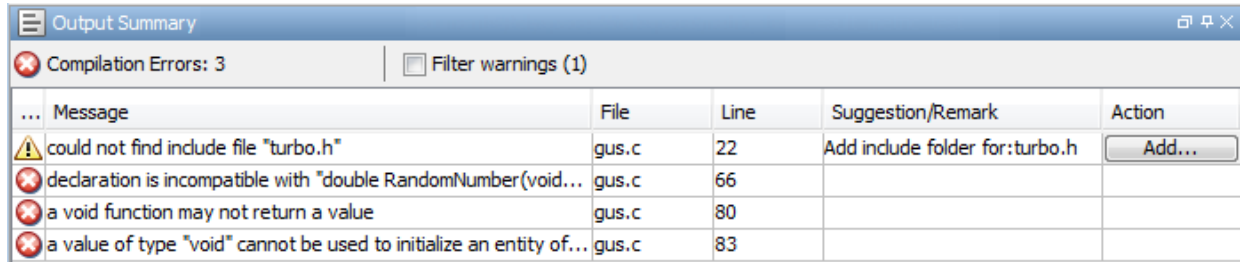 Output Summary
Compilation Errors: 3 Filter warnings (1)
... Message File Line Suggestion/Remark Action
could not find include file "turbo.h" gus.c 22 Add include folder for:turbo.h Add...
declaration is incompatible with "double RandomNumber(void... gus.c 66
a void function may not return a value gus.c 80
a value of type "void" cannot be used to initialize an entity of... gus.c 83